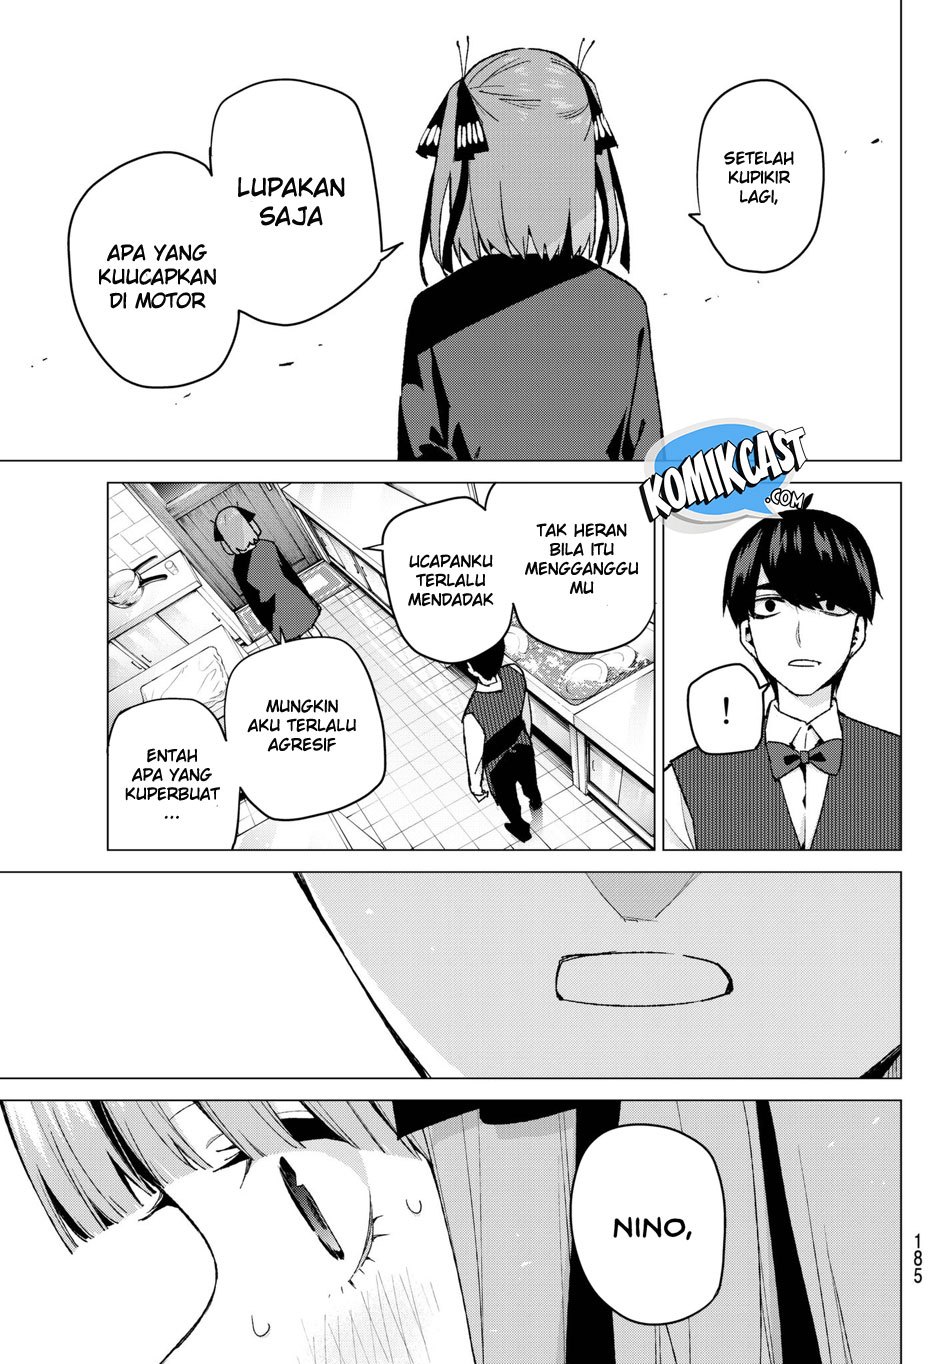 SETELAH
KUPIKIR
LAGI,
LUPAKAN
SAJA
APA YANG
KUUCAPKAN
DI MOTOR
KOMIKCAST
.COM
!
TAK HERAN
BILA ITU
MENGGANGGU
MU
UCAPANKU
TERLALU
MENDADAK
MUNGKIN
AKU TERLALU
AGRESIF
ENTAH
APA YANG
KUPERBUAT
...
NINO,
185